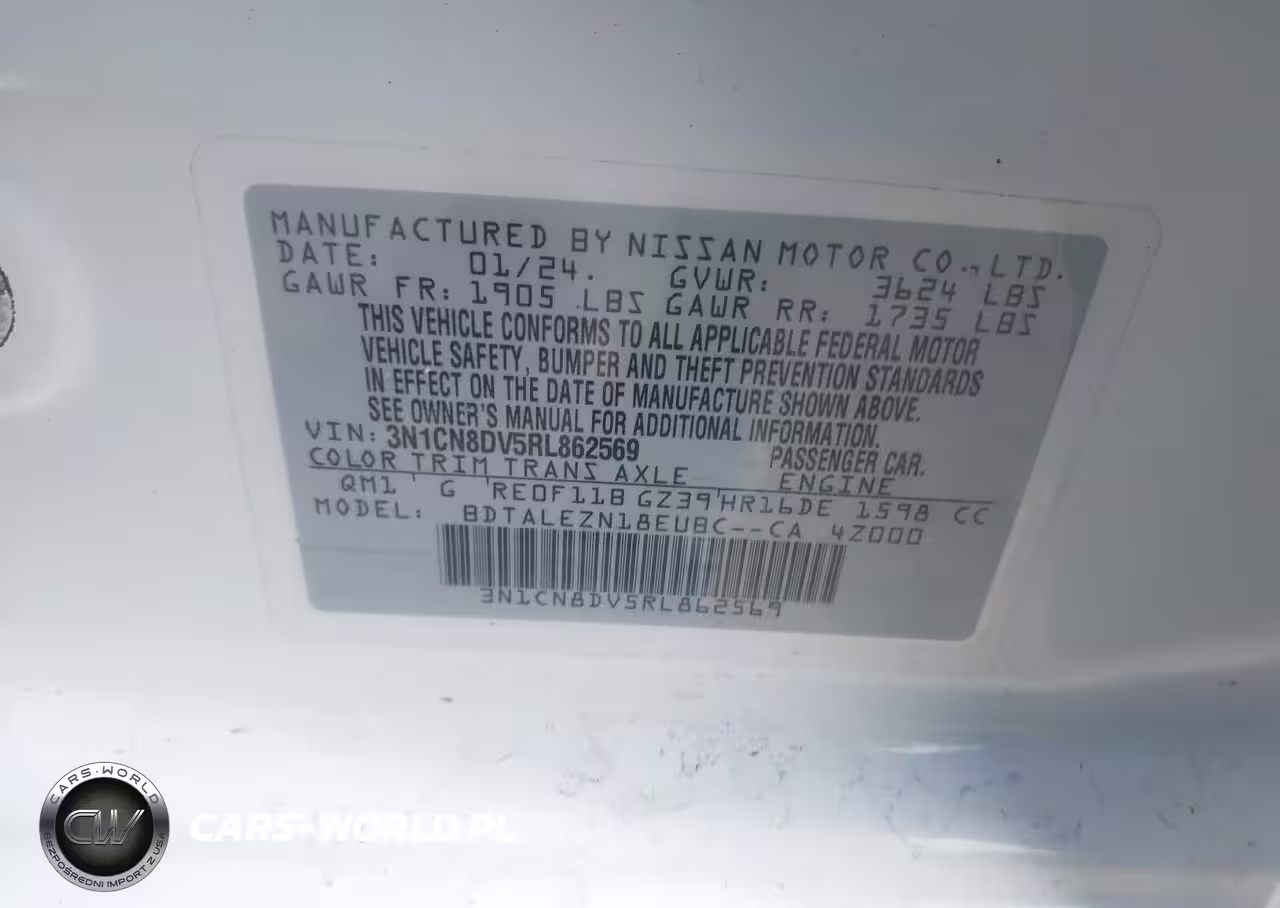 MANUFACTURED BY NISSAN MOTOR CO., LTD.
DATE: 01/24. GVWR: 3624 LBS
GAWR FR: 1905 LBS GAWR RR: 1735 LBS
THIS VEHICLE CONFORMS TO ALL APPLICABLE FEDERAL MOTOR
VEHICLE SAFETY, BUMPER AND THEFT PREVENTION STANDARDS
IN EFFECT ON THE DATE OF MANUFACTURE SHOWN ABOVE.
SEE OWNER'S MANUAL FOR ADDITIONAL INFORMATION.
VIN: 3N1CN8DV5RL862569 PASSENGER CAR.
COLOR TRIM TRANS AXLE ENGINE
QM1 G RE0F11B GZ39 HR16DE 1598 CC
MODEL: BDTALEZN18EUBC--CA 4Z000
3N1CN8DV5RL862569
CARS-WORLD
CW
BEZPOŚREDNI IMPORT Z USA
CARS-WORLD.PL